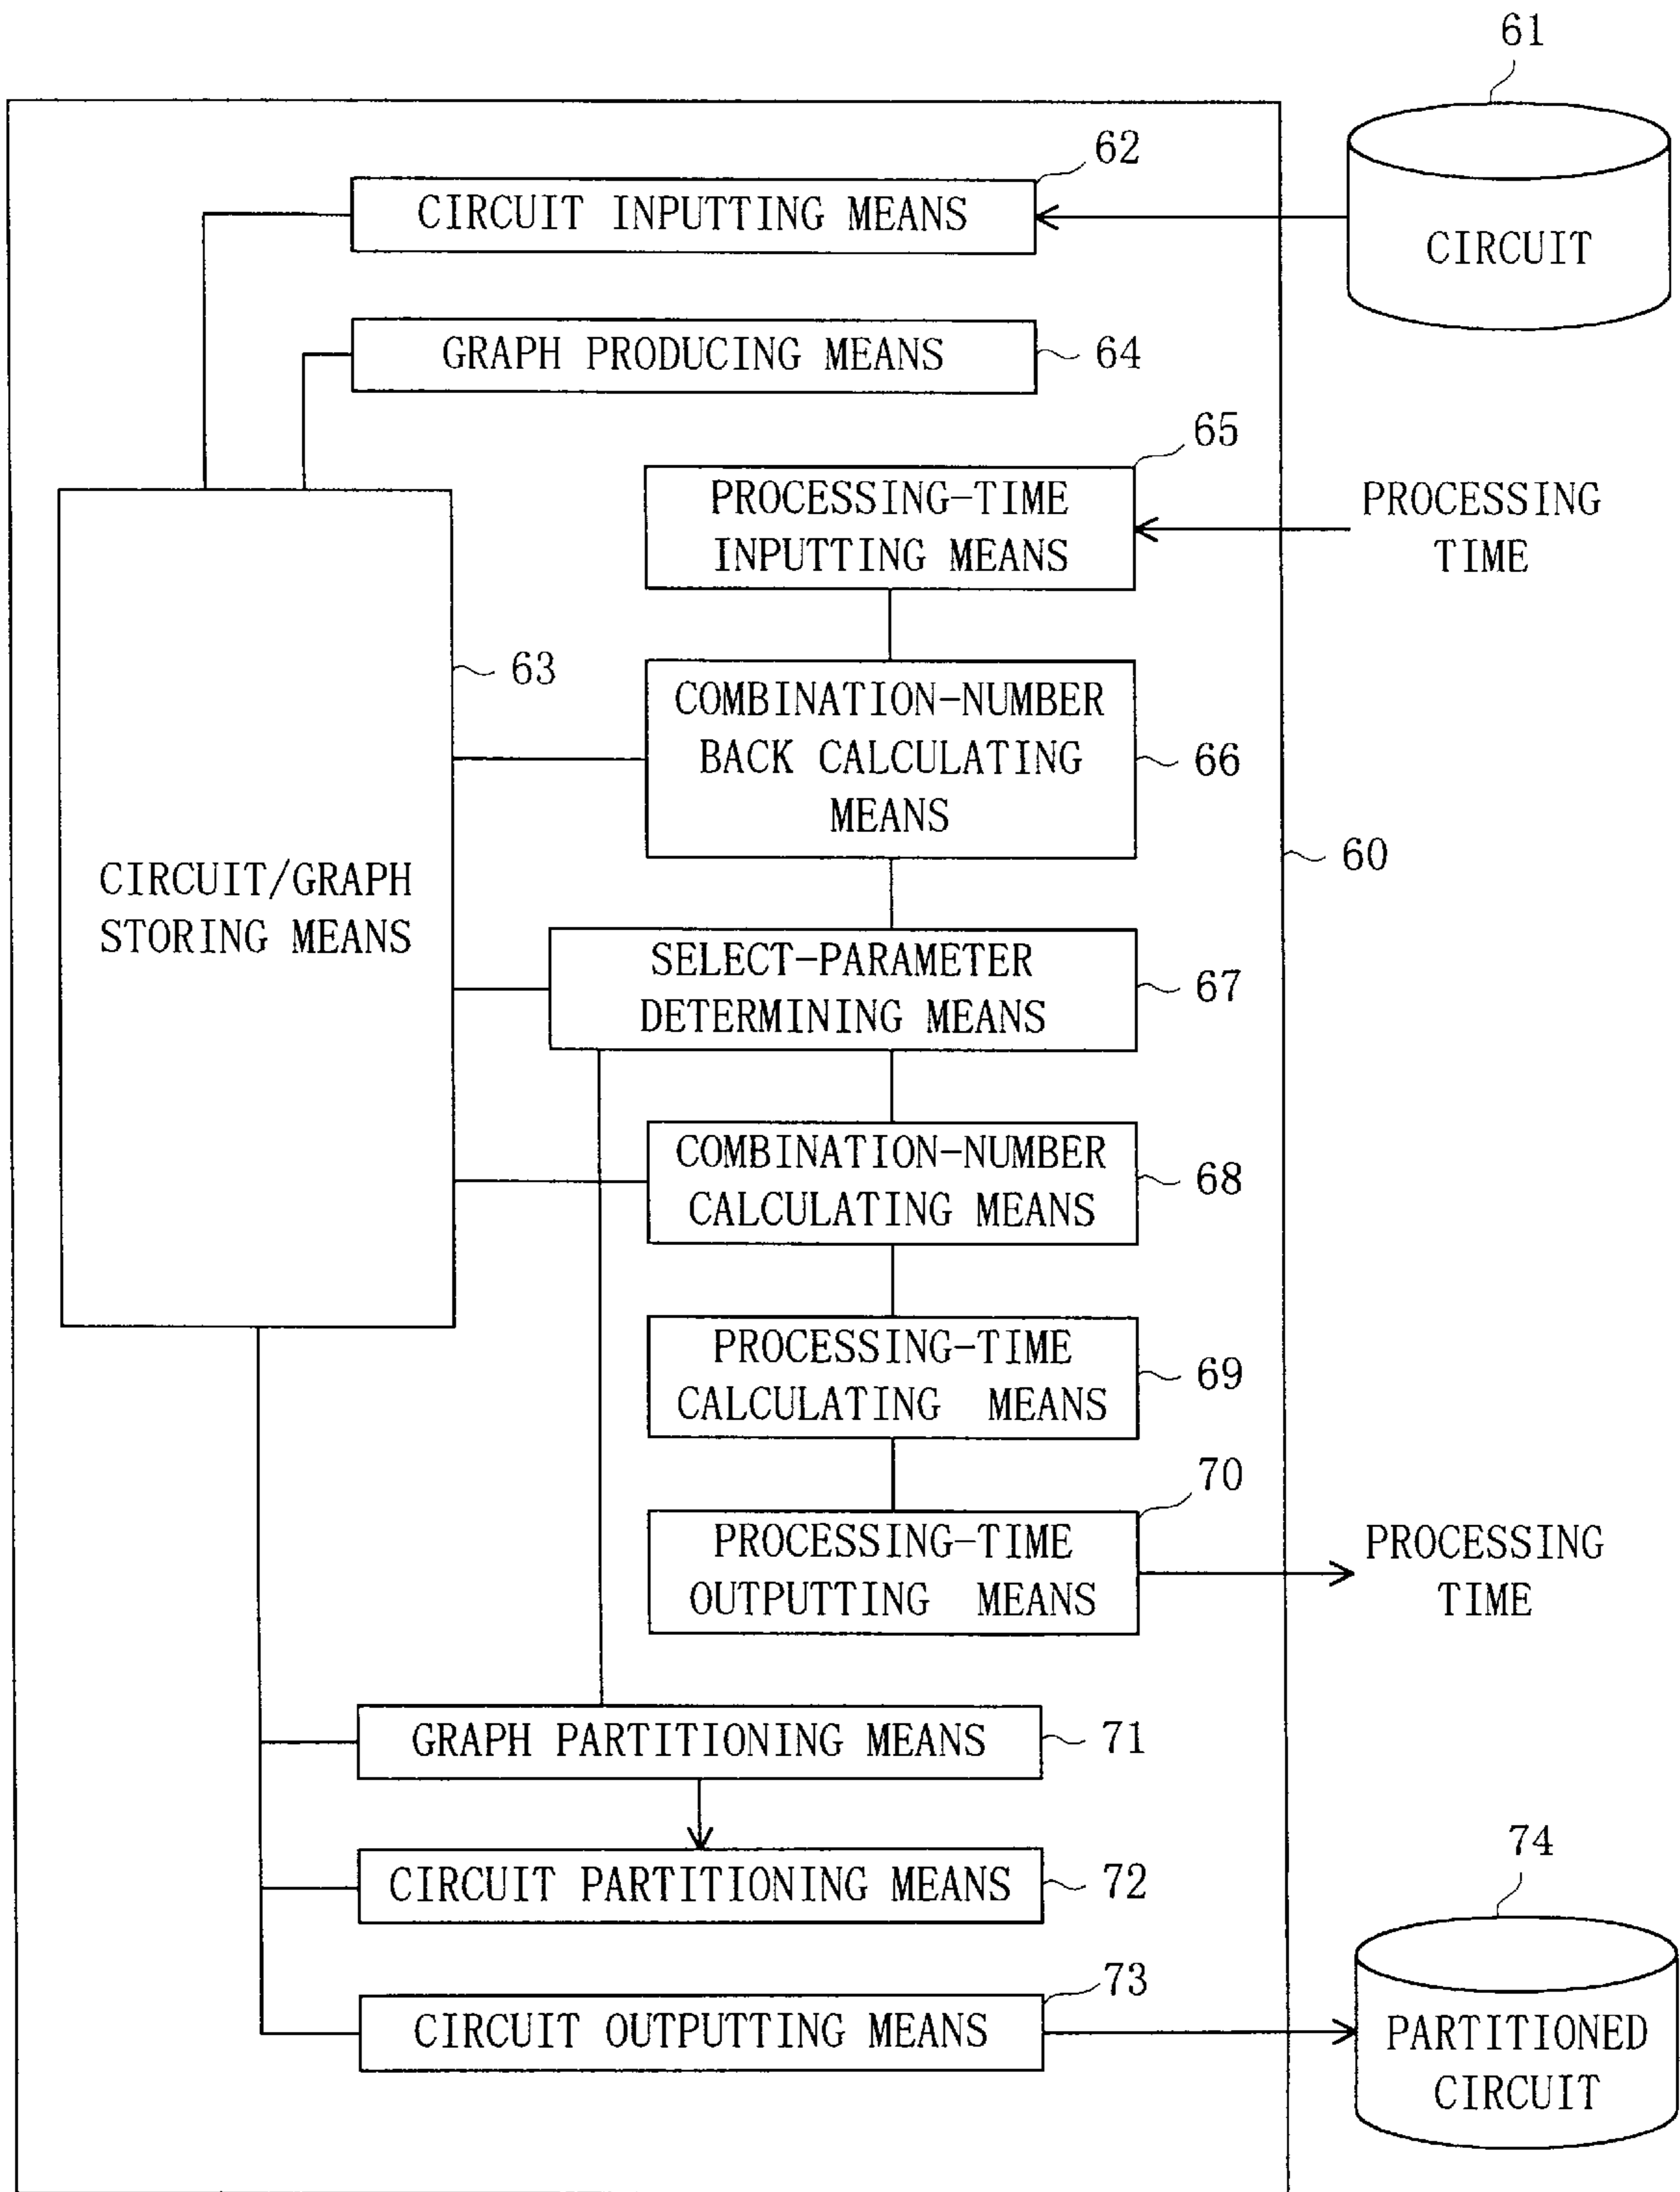 61
62
CIRCUIT INPUTTING MEANS
CIRCUIT
GRAPH PRODUCING MEANS
64
65
PROCESSING-TIME
INPUTTING MEANS
PROCESSING
TIME
63
COMBINATION-NUMBER
BACK CALCULATING
MEANS
66
60
CIRCUIT/GRAPH
STORING MEANS
SELECT-PARAMETER
DETERMINING MEANS
67
COMBINATION-NUMBER
CALCULATING MEANS
68
PROCESSING-TIME
CALCULATING MEANS
69
70
PROCESSING-TIME
OUTPUTTING MEANS
PROCESSING
TIME
GRAPH PARTITIONING MEANS
71
CIRCUIT PARTITIONING MEANS
72
74
73
CIRCUIT OUTPUTTING MEANS
PARTITIONED
CIRCUIT